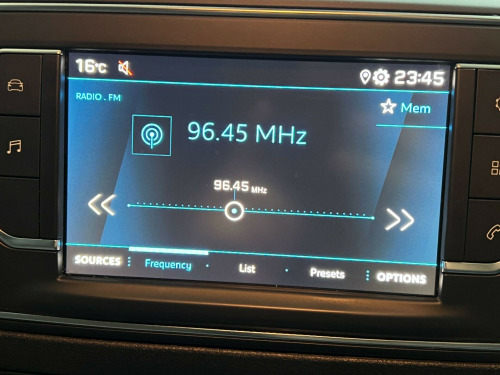 16°C
23:45
RADIO . FM
Mem
96.45 MHz
96.45 MHz
SOURCES
Frequency
List
Presets
OPTIONS